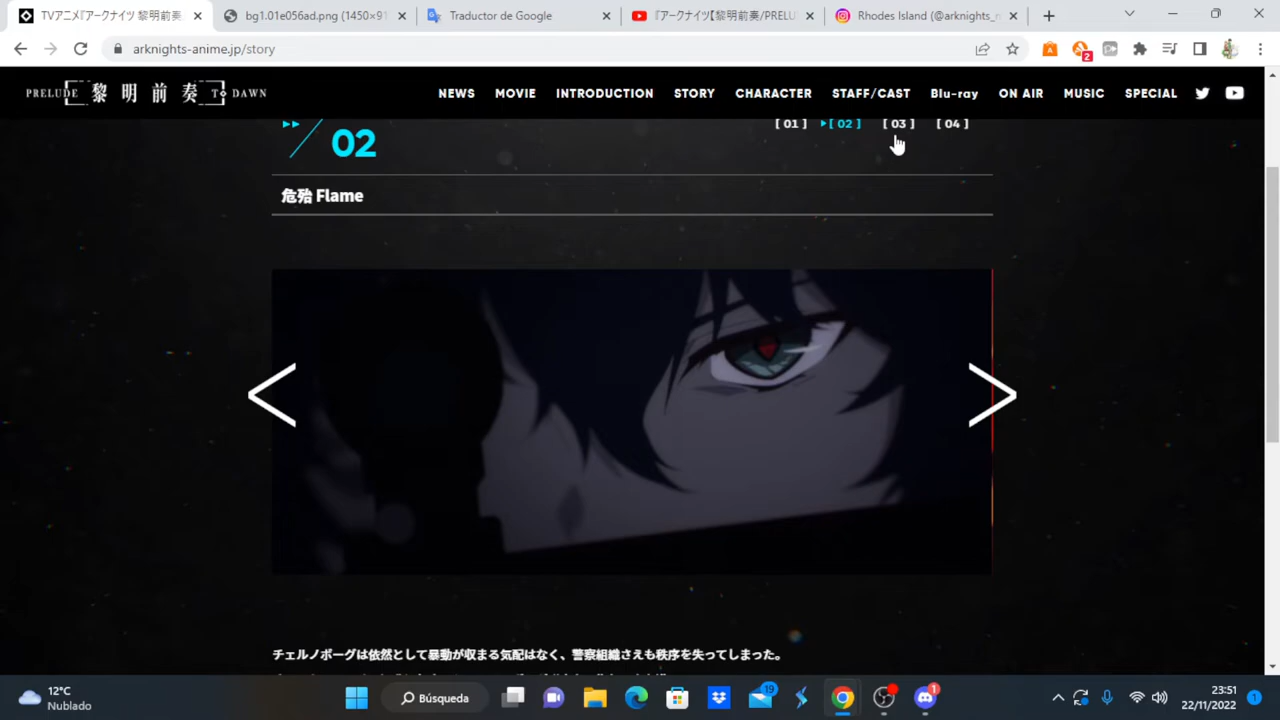 TVアニメ『アークナイツ 黎明前奏
bg1.01e056ad.png (1450×91
Traductor de Google
『アークナイツ【黎明前奏/PRELU
Rhodes Island (@arknights_
arknights-anime.jp/story
2
PRELUDE 黎明前奏 TO DAWN
NEWS MOVIE INTRODUCTION STORY CHARACTER STAFF/CAST Blu-ray ON AIR MUSIC SPECIAL
02
[ 01 ] [ 02 ] [ 03 ] [ 04 ]
危殆 Flame
チェルノボーグは依然として暴動が収まる気配はなく、警察組織さえも秩序を失ってしまった。
12°C
Nublado
Búsqueda
19
1
23:51
22/11/2022
1